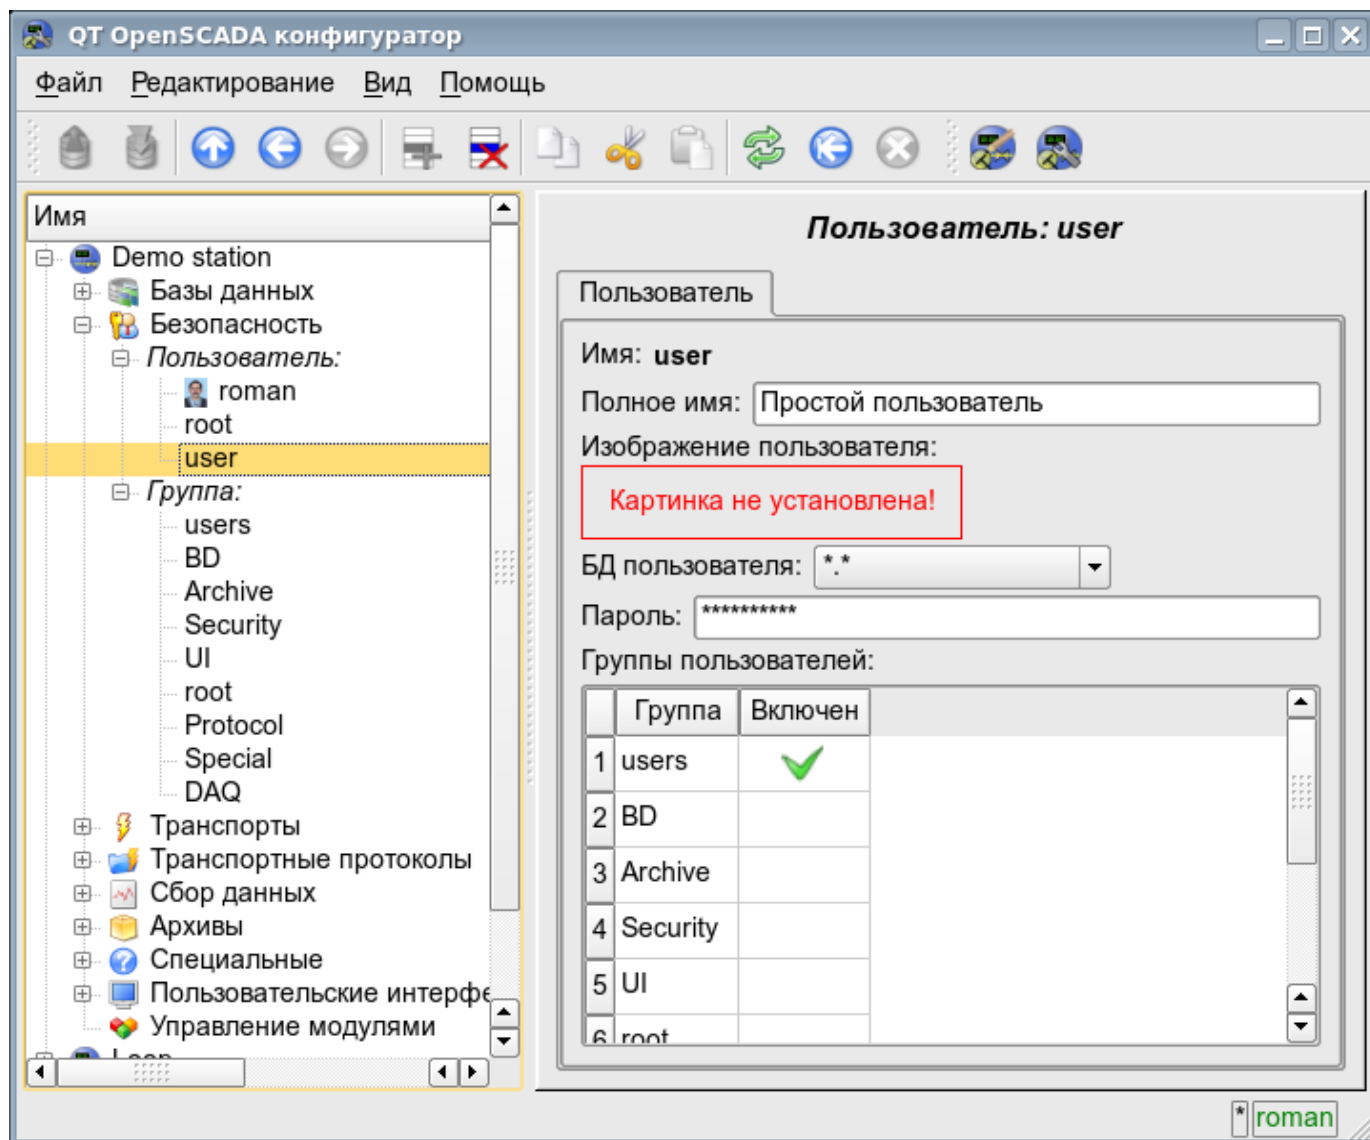 QT OpenSCADA конфигуратор
Файл Редактирование Вид Помощь
Имя
Demo station
Базы данных
Безопасность
Пользователь:
roman
root
user
Группа:
users
BD
Archive
Security
UI
root
Protocol
Special
DAQ
Транспорты
Транспортные протоколы
Сбор данных
Архивы
Специальные
Пользовательские интерфе
Управление модулями
Loop
Пользователь: user
Пользователь
Имя: user
Полное имя: Простой пользователь
Изображение пользователя:
Картинка не установлена!
БД пользователя: *.*
Пароль: **********
Группы пользователей:
Группа Включен
1 users
2 BD
3 Archive
4 Security
5 UI
6 root
* roman